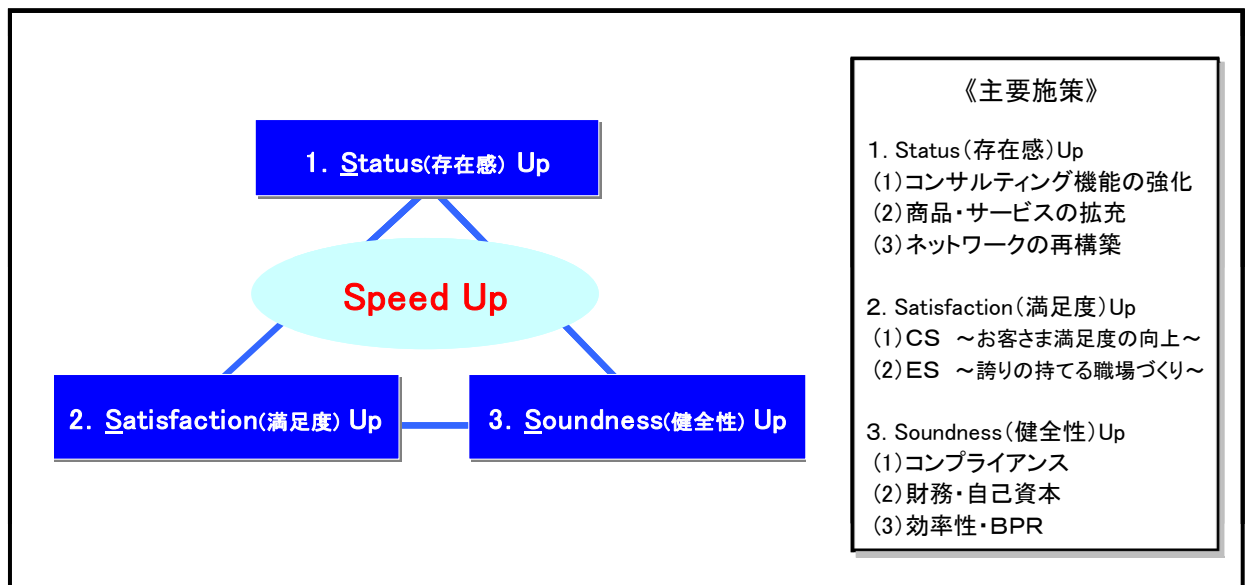 1. Status(存在感) Up
Speed Up
2. Satisfaction(満足度) Up
3. Soundness(健全性) Up
《主要施策》
1. Status(存在感)Up
(1)コンサルティング機能の強化
(2)商品・サービスの拡充
(3)ネットワークの再構築
2. Satisfaction(満足度)Up
(1)CS ～お客さま満足度の向上～
(2)ES ～誇りの持てる職場づくり～
3. Soundness(健全性)Up
(1)コンプライアンス
(2)財務・自己資本
(3)効率性・BPR